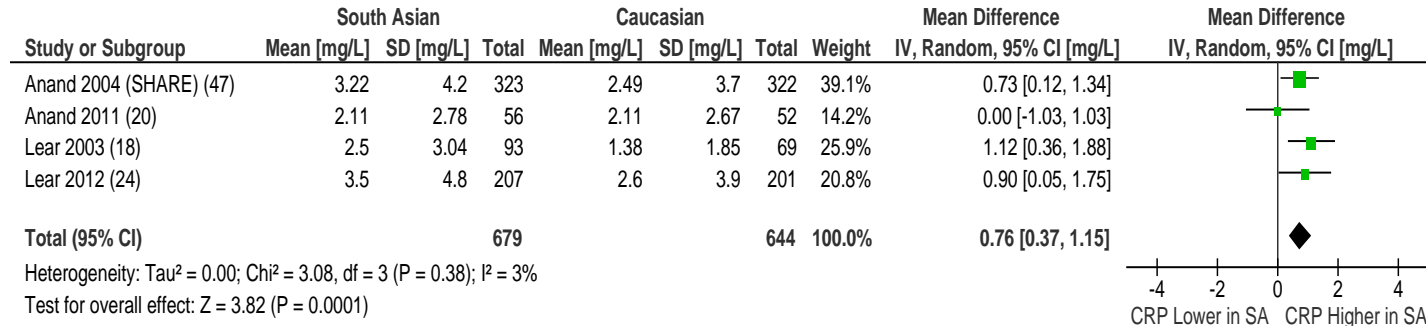 South Asian Caucasian Mean Difference Mean Difference
Study or Subgroup Mean [mg/L] SD [mg/L] Total Mean [mg/L] SD [mg/L] Total Weight IV, Random, 95% CI [mg/L] IV, Random, 95% CI [mg/L]
Anand 2004 (SHARE) (47) 3.22 4.2 323 2.49 3.7 322 39.1% 0.73 [0.12, 1.34]
Anand 2011 (20) 2.11 2.78 56 2.11 2.67 52 14.2% 0.00 [-1.03, 1.03]
Lear 2003 (18) 2.5 3.04 93 1.38 1.85 69 25.9% 1.12 [0.36, 1.88]
Lear 2012 (24) 3.5 4.8 207 2.6 3.9 201 20.8% 0.90 [0.05, 1.75]
Total (95% CI) 679 644 100.0% 0.76 [0.37, 1.15]
Heterogeneity: Tau² = 0.00; Chi² = 3.08, df = 3 (P = 0.38); I² = 3%
Test for overall effect: Z = 3.82 (P = 0.0001)
-4 -2 0 2 4
CRP Lower in SA CRP Higher in SA